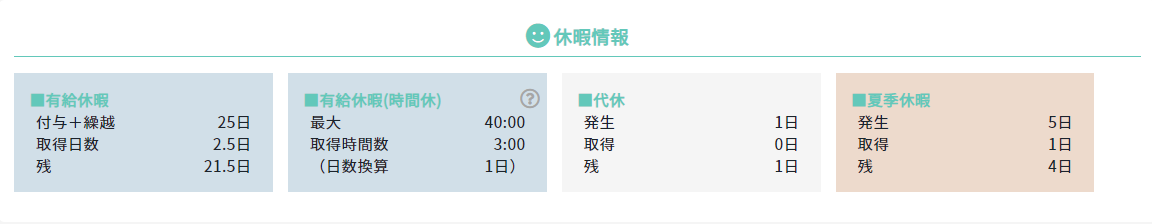 休暇情報
■有給休暇
付与＋繰越 25日
取得日数 2.5日
残 21.5日
■有給休暇(時間休)
最大 40:00
取得時間数 3:00
（日数換算 1日）
■代休
発生 1日
取得 0日
残 1日
■夏季休暇
発生 5日
取得 1日
残 4日